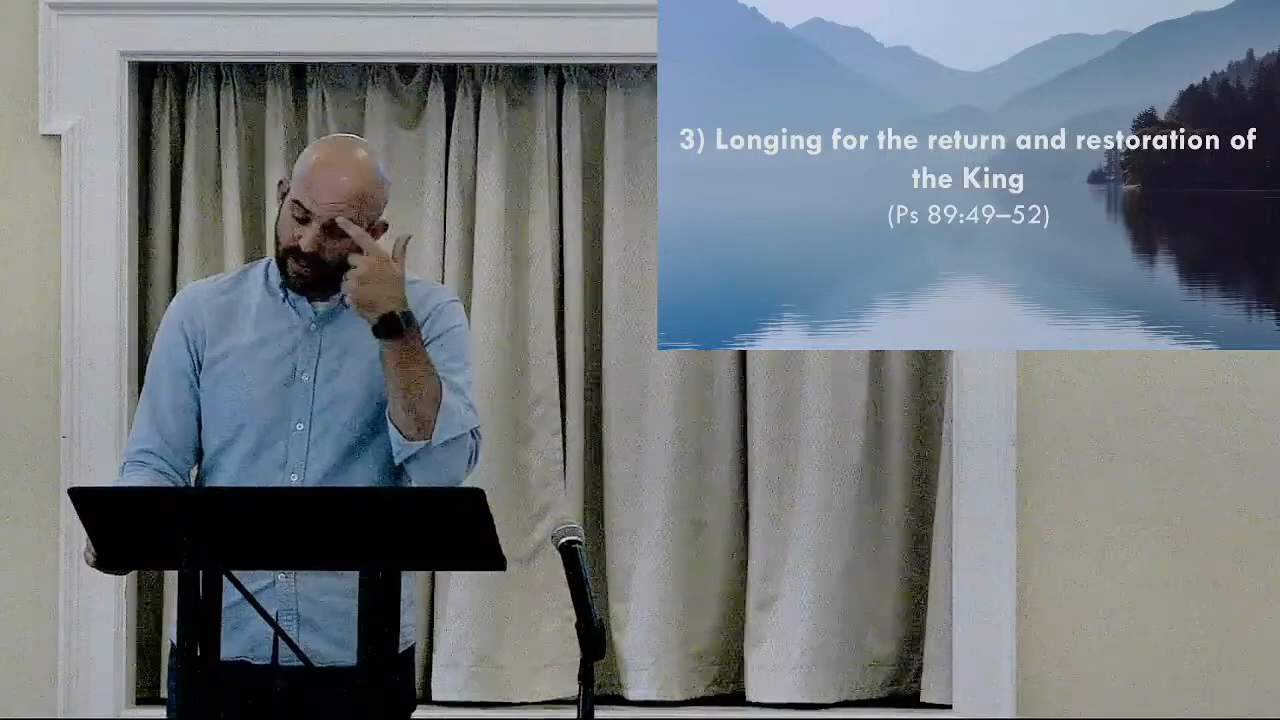 3) Longing for the return and restoration of
the King
(Ps 89:49–52)